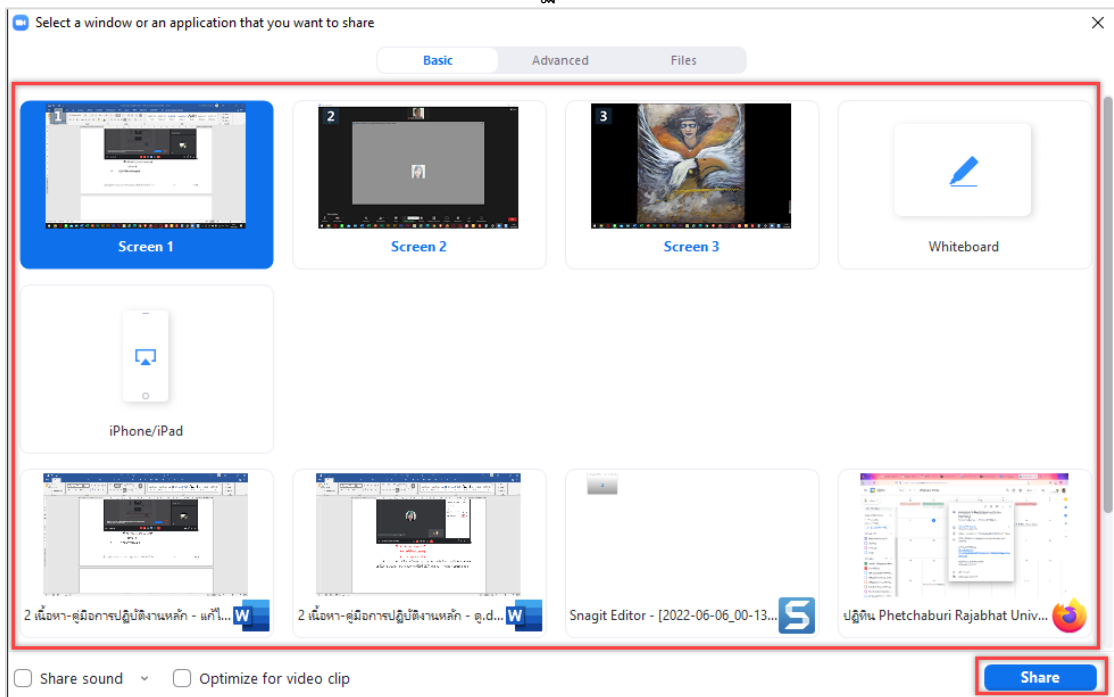 Select a window or an application that you want to share
Basic
Advanced
Files
1
Screen 1
2
Screen 2
3
Screen 3
Whiteboard
iPhone/iPad
2 เนื้อหา-คู่มือการปฏิบัติงานหลัก - แก้ไ...
2 เนื้อหา-คู่มือการปฏิบัติงานหลัก - ดู.d...
Snagit Editor - [2022-06-06_00-13...
ปฏิทิน Phetchaburi Rajabhat Univ...
Share sound
Optimize for video clip
Share